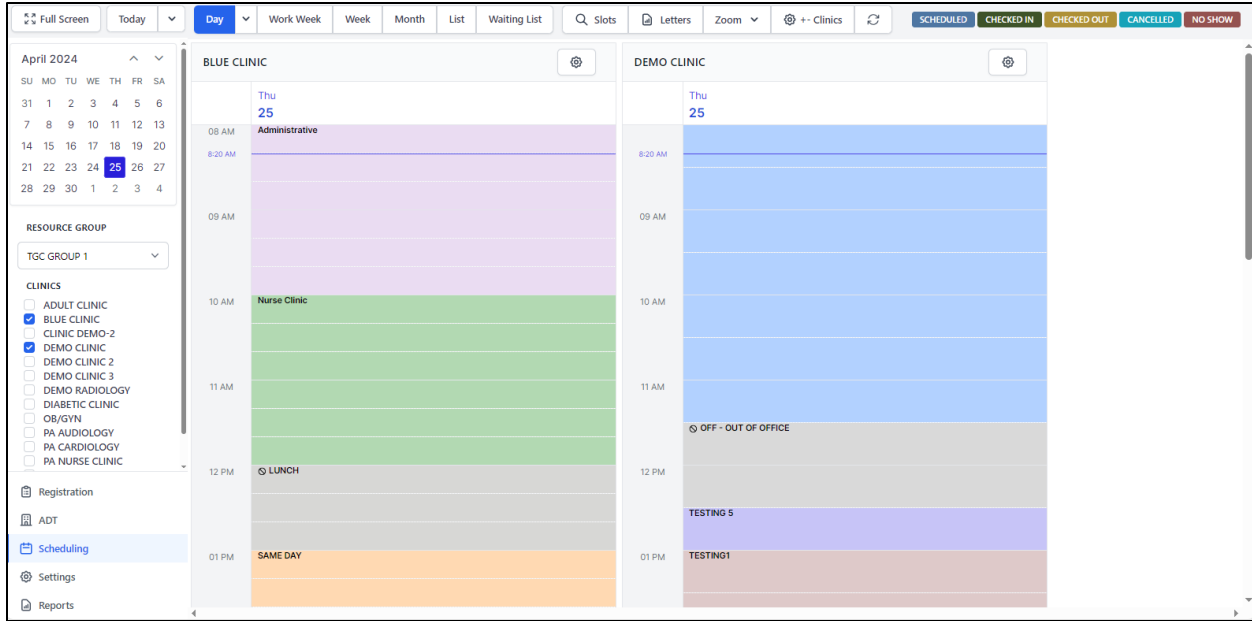 Full Screen Today Day Work Week Week Month List Waiting List Slots Letters Zoom +- Clinics SCHEDULED CHECKED IN CHECKED OUT CANCELLED NO SHOW
April 2024
SU MO TU WE TH FR SA
31 1 2 3 4 5 6
7 8 9 10 11 12 13
14 15 16 17 18 19 20
21 22 23 24 25 26 27
28 29 30 1 2 3 4
RESOURCE GROUP
TGC GROUP 1
CLINICS
ADULT CLINIC
BLUE CLINIC
CLINIC DEMO-2
DEMO CLINIC
DEMO CLINIC 2
DEMO CLINIC 3
DEMO RADIOLOGY
DIABETIC CLINIC
OB/GYN
PA AUDIOLOGY
PA CARDIOLOGY
PA NURSE CLINIC
Registration
ADT
Scheduling
Settings
Reports
BLUE CLINIC
Thu
25
08 AM Administrative
8:20 AM
09 AM
10 AM Nurse Clinic
11 AM
12 PM LUNCH
01 PM SAME DAY
DEMO CLINIC
Thu
25
8:20 AM
09 AM
10 AM
11 AM
OFF - OUT OF OFFICE
12 PM
TESTING 5
01 PM TESTING1